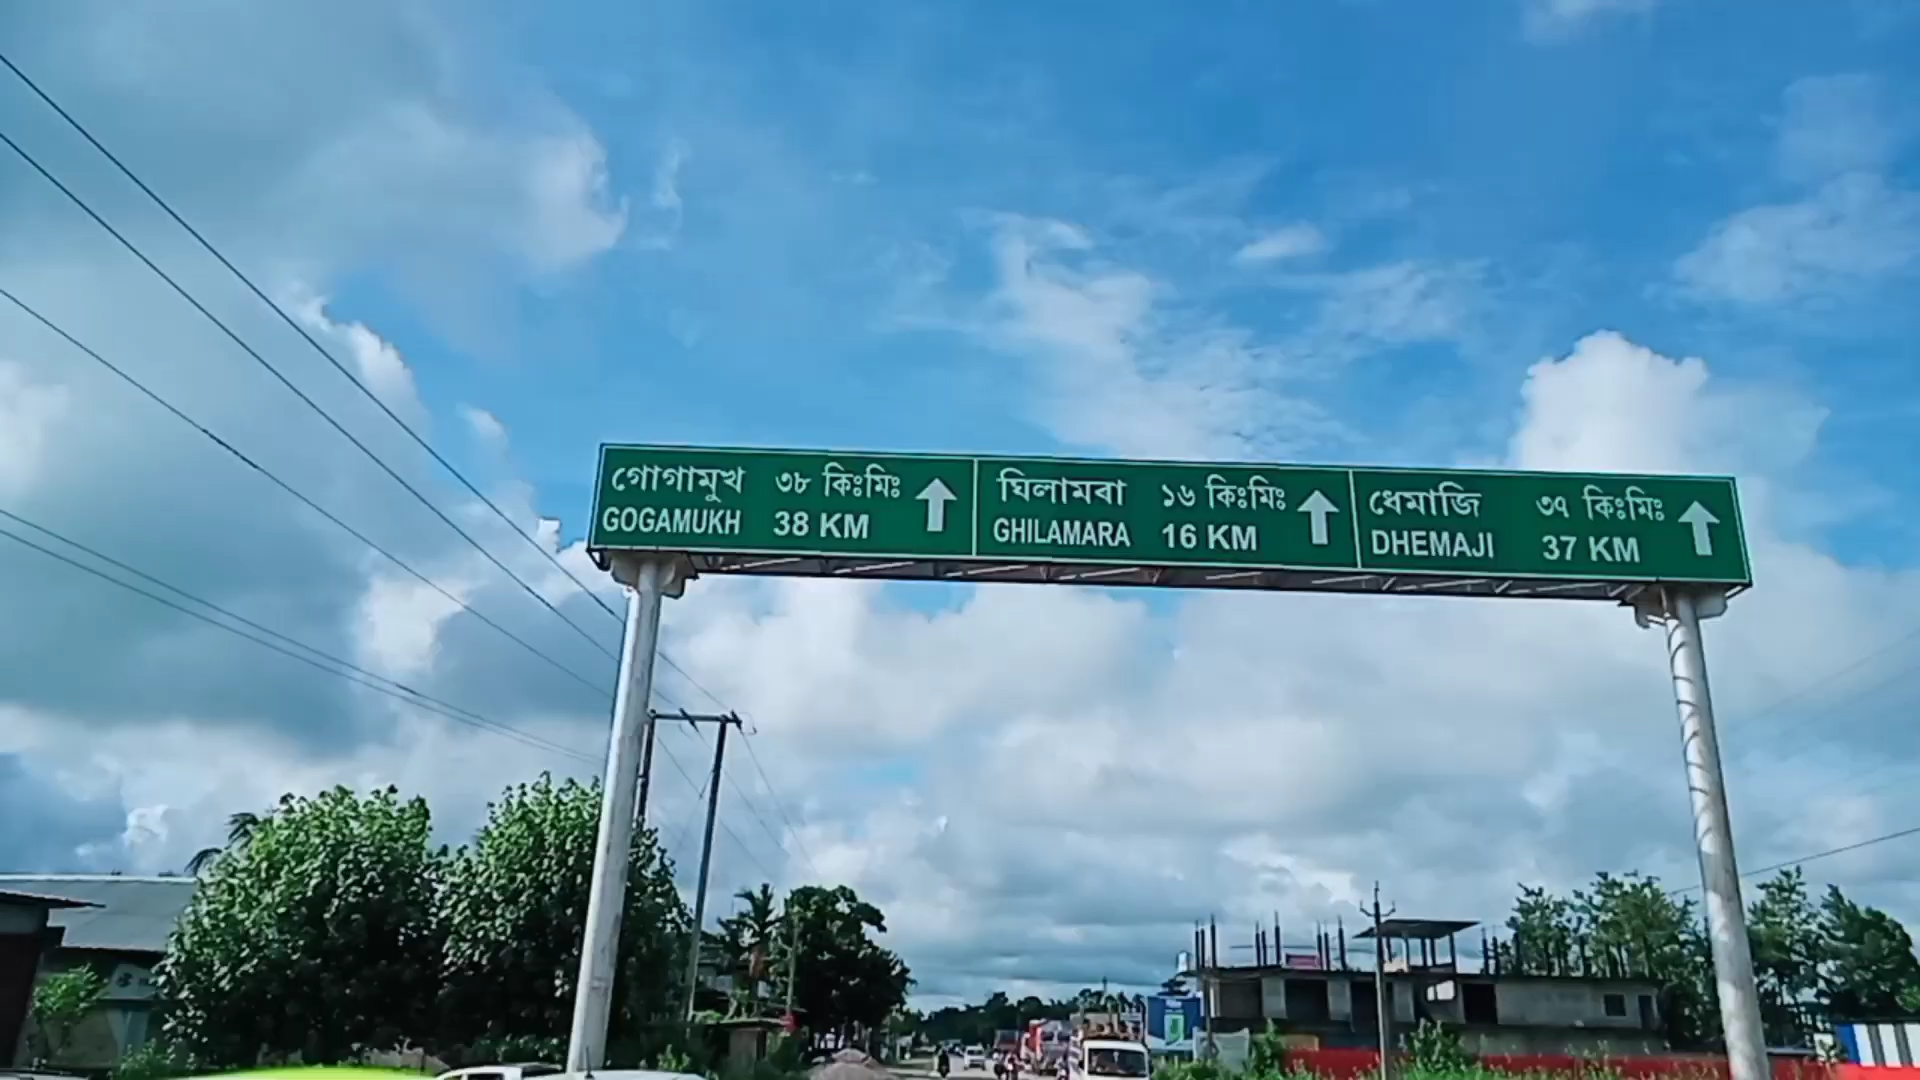 গোগামুখ ৩৮ কিঃমিঃ
GOGAMUKH 38 KM
ঘিলামৰা ১৬ কিঃমিঃ
GHILAMARA 16 KM
ধেমাজি ৩৭ কিঃমিঃ
DHEMAJI 37 KM